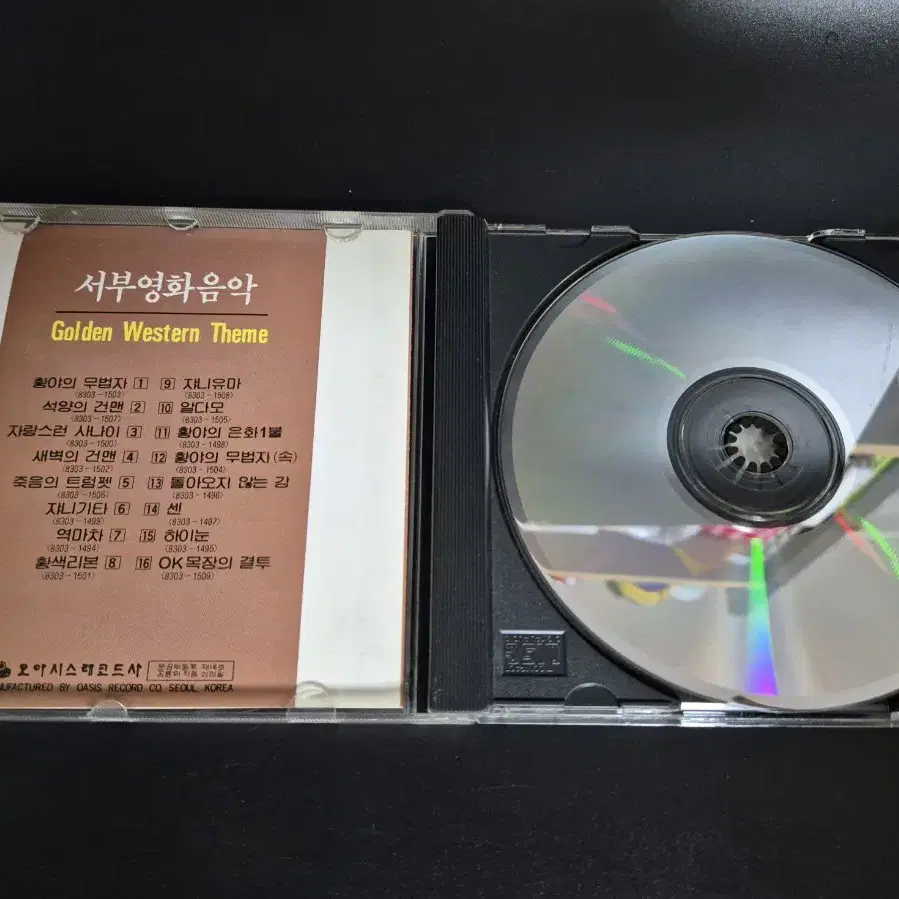 서부영화음악
Golden Western Theme
황야의 무법자 1 9 쟈니유마
(8303-1503) (8303-1508)
석양의 건맨 2 10 알다모
(8303-1507) (8303-1505)
자랑스런 사나이 3 11 황야의 은화1불
(8303-1500) (8303-1498)
새벽의 건맨 4 12 황야의 무법자(속)
(8303-1502) (8303-1504)
죽음의 트럼펫 5 13 돌아오지 않는 강
(8303-1506) (8303-1496)
쟈니기타 6 14 센
(8303-1499) (8303-1497)
역마차 7 15 하이눈
(8303-1494) (8303-1495)
황색리본 8 16 OK목장의 결투
(8303-1501) (8303-1509)
오아시스레코드사
NUFACTURED BY OASIS RECORD CO. SEOUL, KOREA